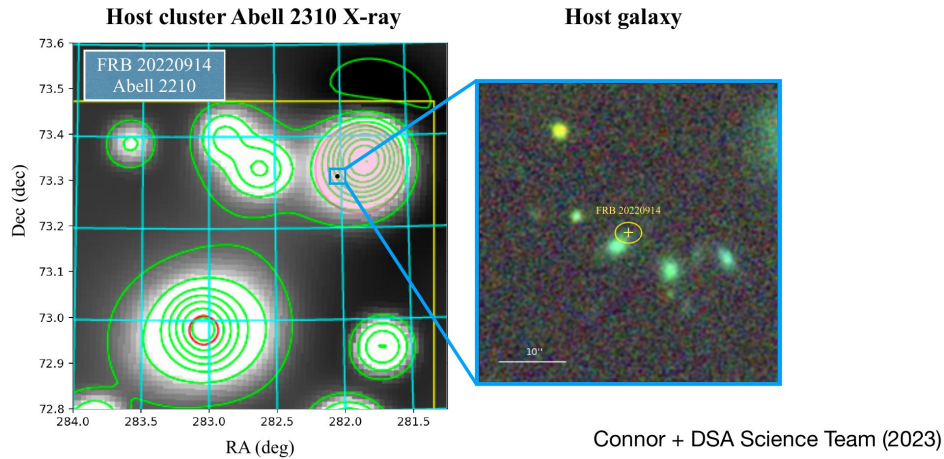 Host cluster Abell 2310 X-ray
Host galaxy
FRB 20220914
Abell 2210
73.6
73.5
73.4
73.3
73.2
73.1
73.0
72.9
72.8
Dec (dec)
284.0 283.5 283.0 282.5 282.0 281.5
RA (deg)
FRB 20220914
10''
Connor + DSA Science Team (2023)